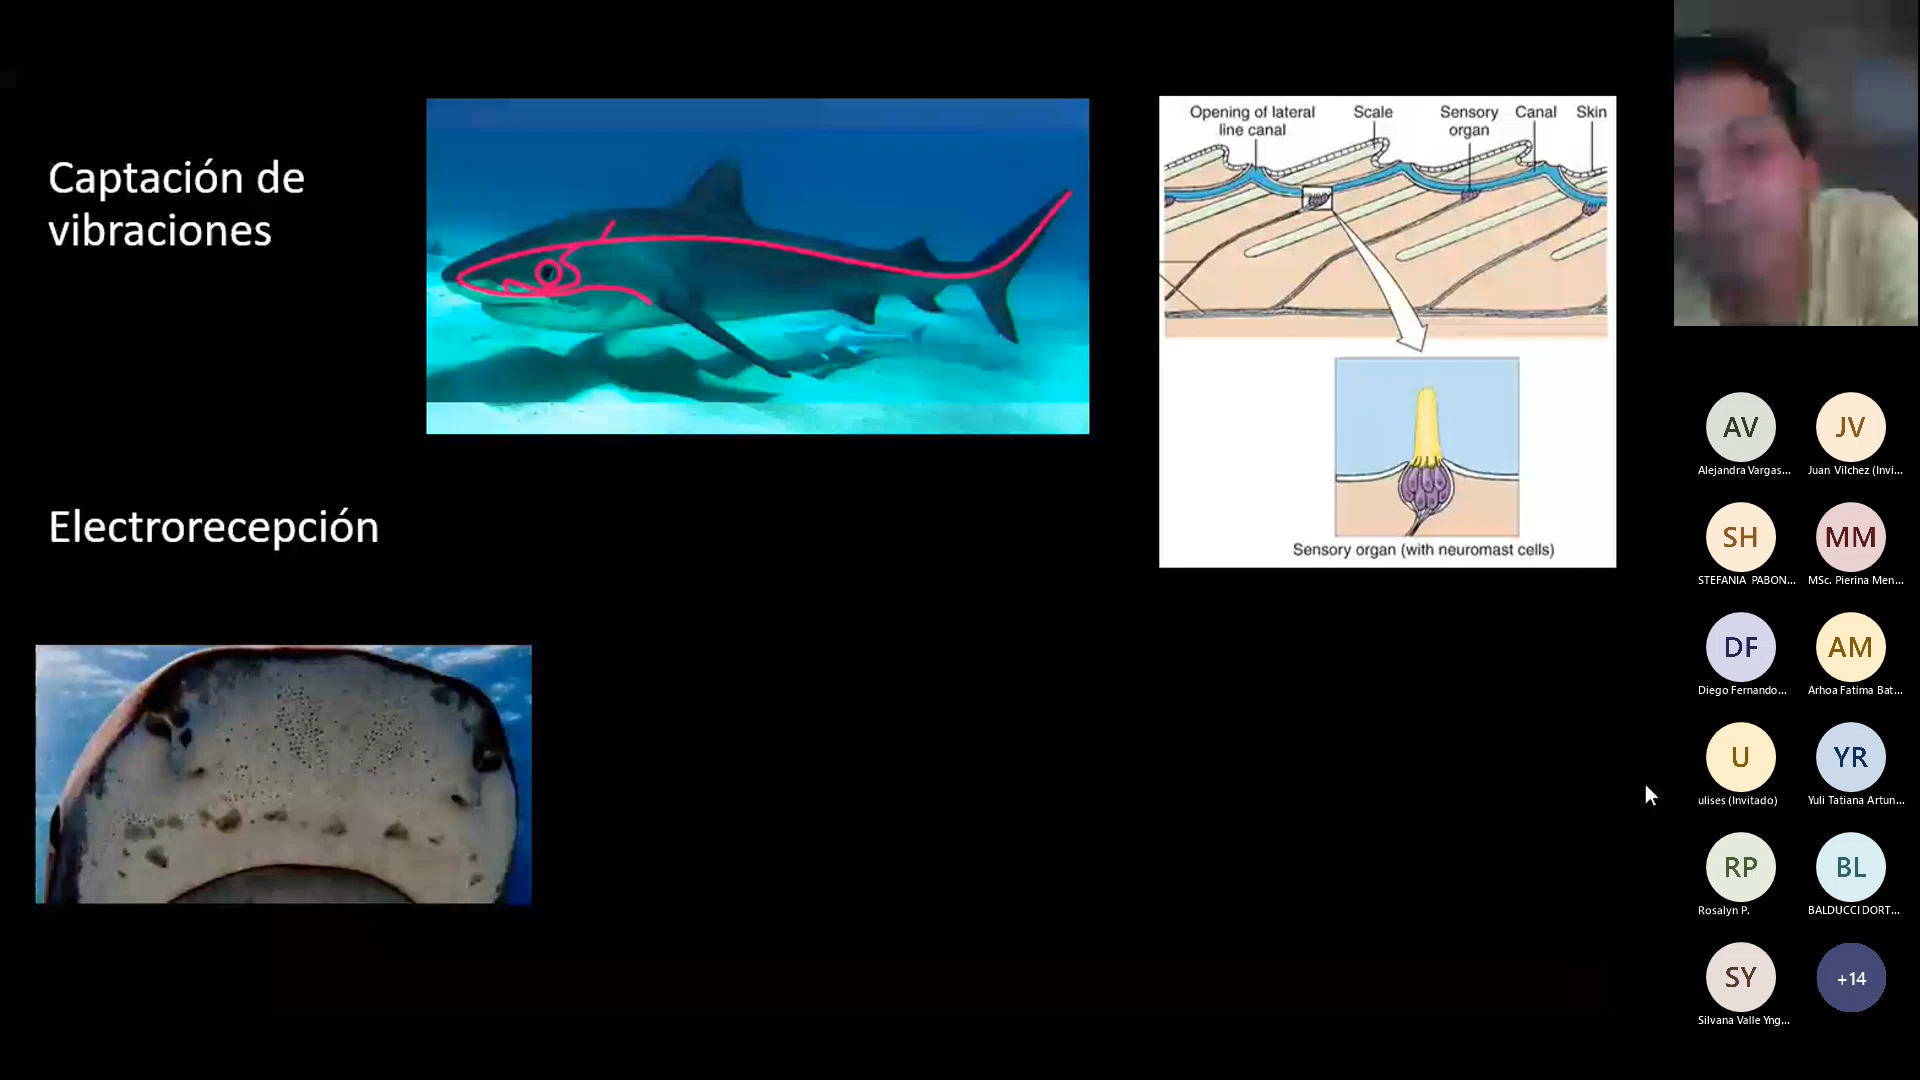 Captación de
vibraciones
Opening of lateral
line canal
Scale
Sensory
organ
Canal
Skin
Sensory organ (with neuromast cells)
Electrorecepción
AV
Alejandra Vargas...
JV
Juan Vilchez (Invi...
SH
STEFANIA PABON...
MM
MSc. Pierina Men...
DF
Diego Fernando...
AM
Arhoa Fatima Bat...
U
ulises (Invitado)
YR
Yuli Tatiana Artun...
RP
Rosalyn P.
BL
BALDUCCI DORT...
SY
Silvana Valle Yng...
+14